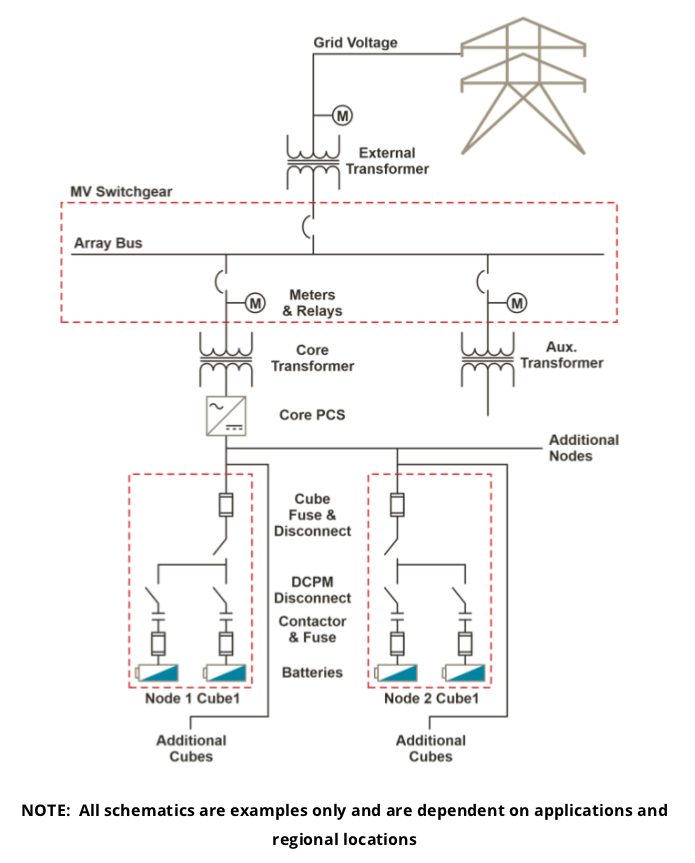 Grid Voltage
M
External
Transformer
MV Switchgear
Array Bus
M
Meters
& Relays
M
Core
Transformer
Aux.
Transformer
Core PCS
Additional
Nodes
Cube
Fuse &
Disconnect
DCPM
Disconnect
Contactor
& Fuse
Batteries
Node 1 Cube1
Node 2 Cube1
Additional
Cubes
Additional
Cubes
NOTE: All schematics are examples only and are dependent on applications and
regional locations